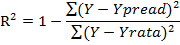 R² = 1 − ∑(Y − Ypread)² / ∑(Y − Yrata)²